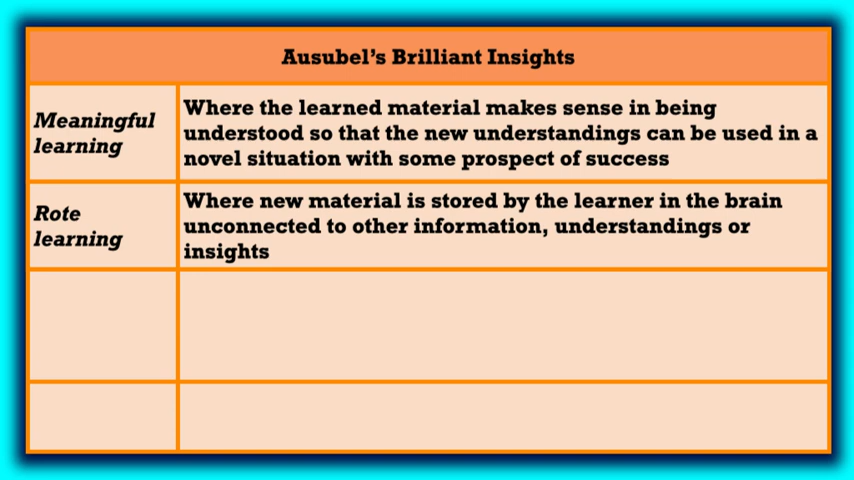 Ausubel's Brilliant Insights
Meaningful
learning
Where the learned material makes sense in being
understood so that the new understandings can be used in a
novel situation with some prospect of success
Rote
learning
Where new material is stored by the learner in the brain
unconnected to other information, understandings or
insights